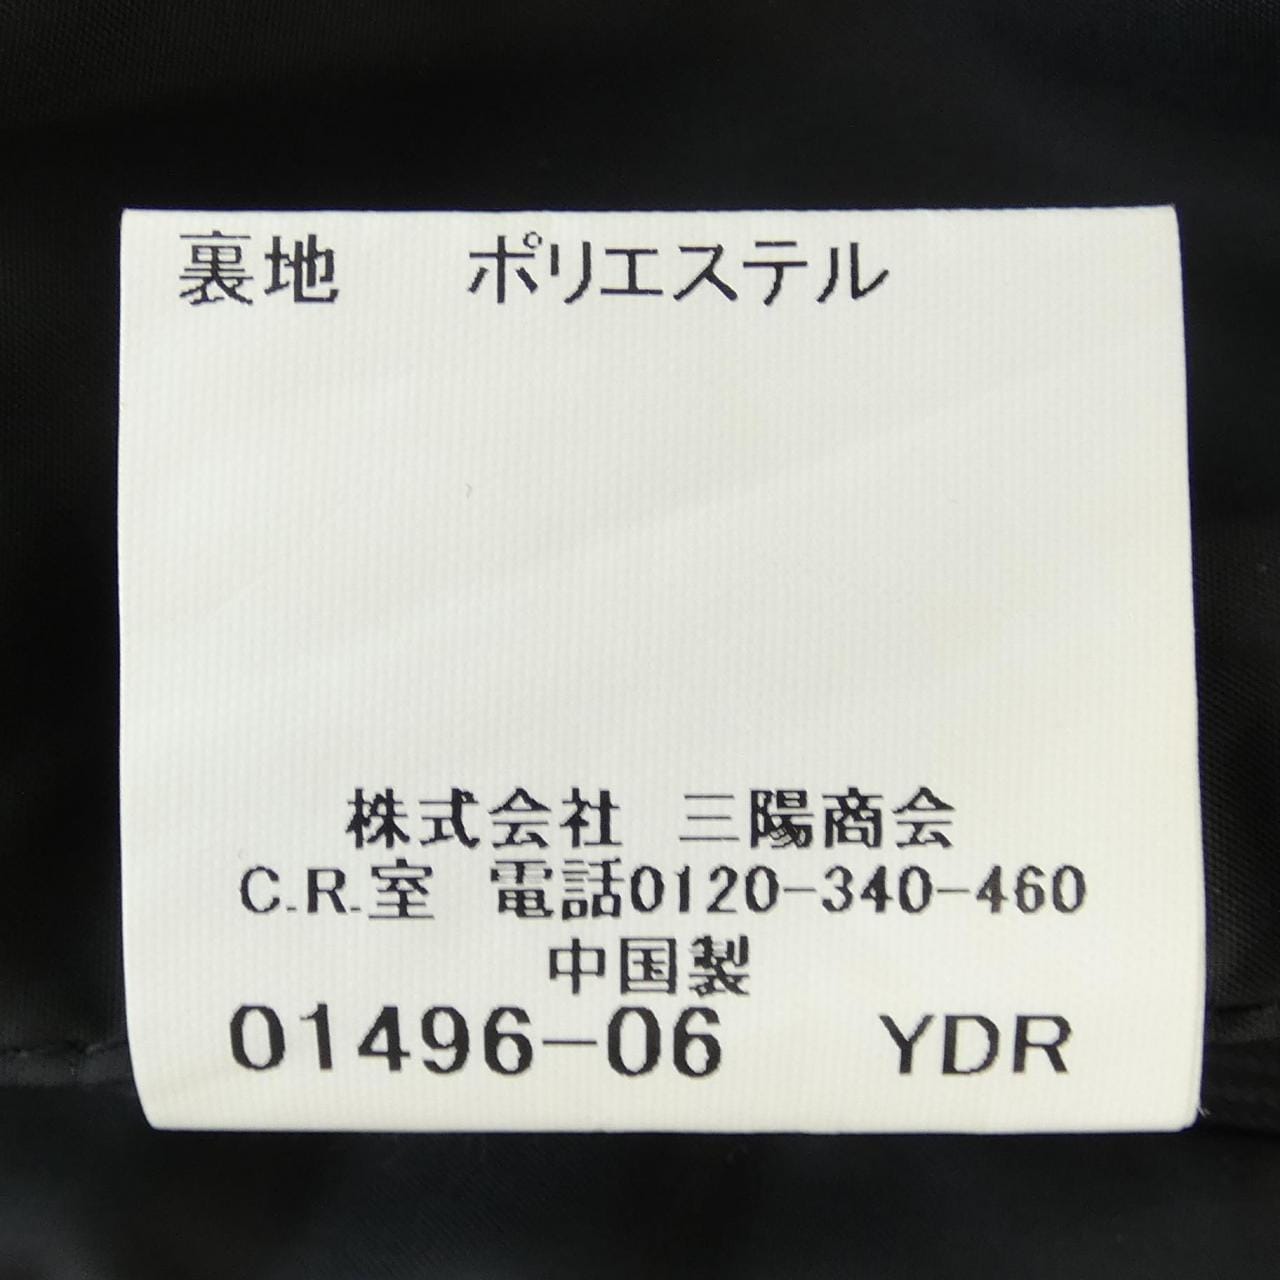 裏地 ポリエステル
株式会社 三陽商会
C.R.室 電話0120-340-460
中国製
01496-06 YDR